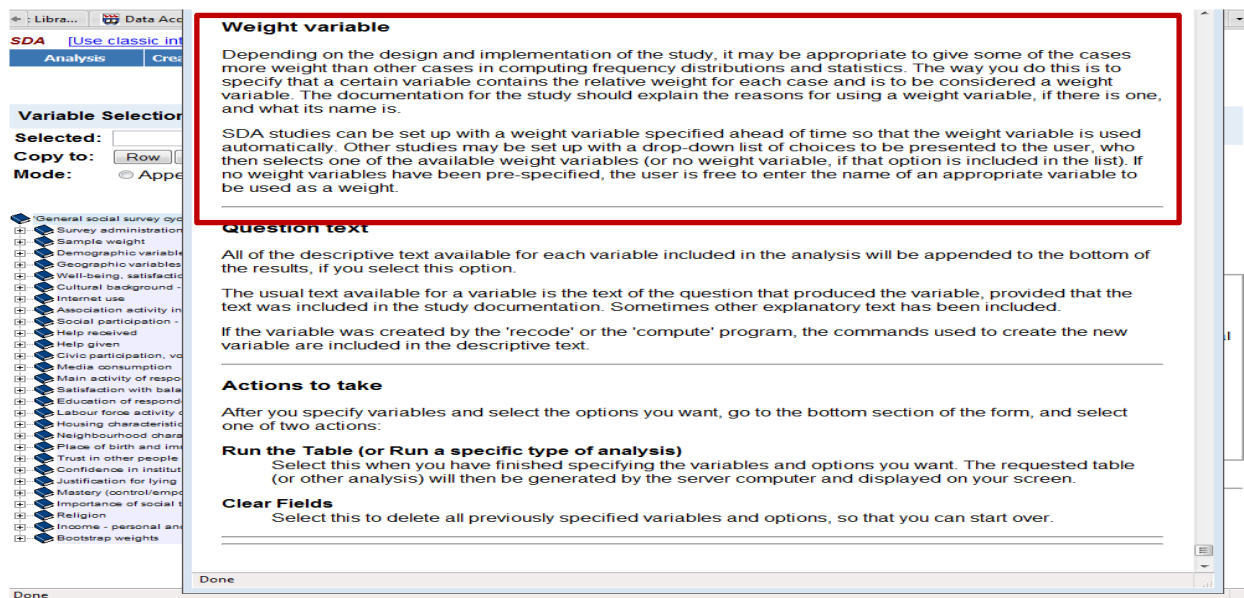 : Libra...
Data Acc
SDA [Use classic int
Analysis Crea
Variable Selection
Selected:
Copy to: Row
Mode: Appe
'General social survey cyc
Survey administration
Sample weight
Demographic variable
Geographic variables
Well-being, satisfactio
Cultural background -
Internet use
Association activity in
Social participation -
Help received
Help given
Civic participation, vo
Media consumption
Main activity of respo
Satisfaction with bala
Education of respond
Labour force activity o
Housing characteristic
Neighbourhood chara
Place of birth and imm
Trust in other people
Confidence in institut
Justification for lying
Mastery (control/empo
Importance of social t
Religion
Income - personal and
Bootstrap weights
Done
Weight variable
Depending on the design and implementation of the study, it may be appropriate to give some of the cases
more weight than other cases in computing frequency distributions and statistics. The way you do this is to
specify that a certain variable contains the relative weight for each case and is to be considered a weight
variable. The documentation for the study should explain the reasons for using a weight variable, if there is one,
and what its name is.
SDA studies can be set up with a weight variable specified ahead of time so that the weight variable is used
automatically. Other studies may be set up with a drop-down list of choices to be presented to the user, who
then selects one of the available weight variables (or no weight variable, if that option is included in the list). If
no weight variables have been pre-specified, the user is free to enter the name of an appropriate variable to
be used as a weight.
Question text
All of the descriptive text available for each variable included in the analysis will be appended to the bottom of
the results, if you select this option.
The usual text available for a variable is the text of the question that produced the variable, provided that the
text was included in the study documentation. Sometimes other explanatory text has been included.
If the variable was created by the 'recode' or the 'compute' program, the commands used to create the new
variable are included in the descriptive text.
Actions to take
After you specify variables and select the options you want, go to the bottom section of the form, and select
one of two actions:
Run the Table (or Run a specific type of analysis)
Select this when you have finished specifying the variables and options you want. The requested table
(or other analysis) will then be generated by the server computer and displayed on your screen.
Clear Fields
Select this to delete all previously specified variables and options, so that you can start over.
Done